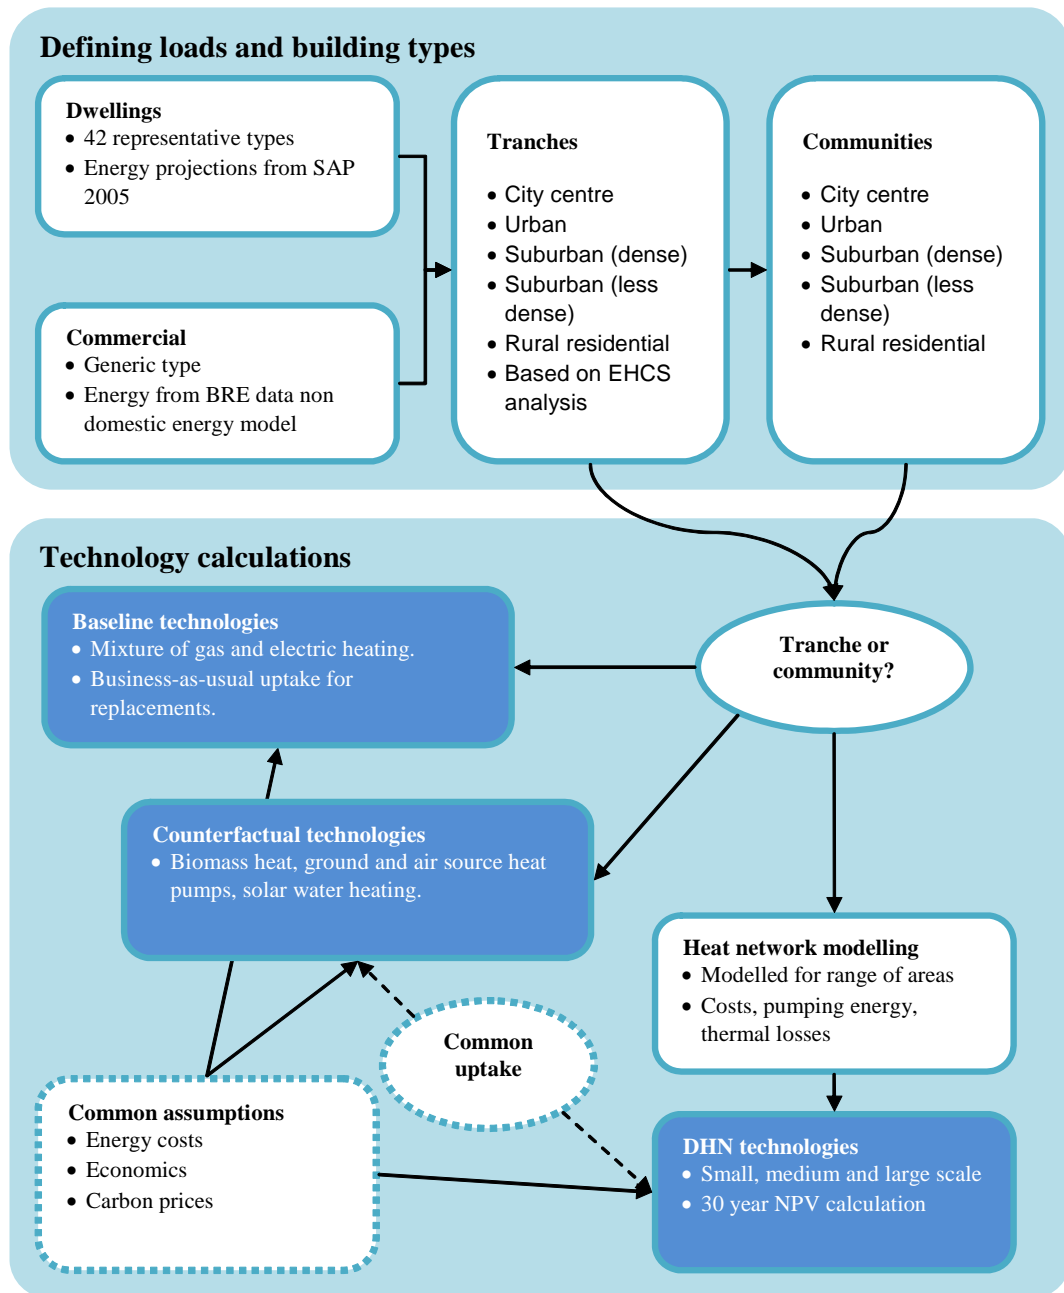 Defining loads and building types
Dwellings
• 42 representative types
• Energy projections from SAP
2005
Commercial
• Generic type
• Energy from BRE data non
domestic energy model
Tranches
• City centre
• Urban
• Suburban (dense)
• Suburban (less
dense)
• Rural residential
• Based on EHCS
analysis
Communities
• City centre
• Urban
• Suburban (dense)
• Suburban (less
dense)
• Rural residential
Technology calculations
Baseline technologies
• Mixture of gas and electric heating.
• Business-as-usual uptake for
replacements.
Tranche or
community?
Counterfactual technologies
• Biomass heat, ground and air source heat
pumps, solar water heating.
Heat network modelling
• Modelled for range of areas
• Costs, pumping energy,
thermal losses
Common
uptake
Common assumptions
• Energy costs
• Economics
• Carbon prices
DHN technologies
• Small, medium and large scale
• 30 year NPV calculation